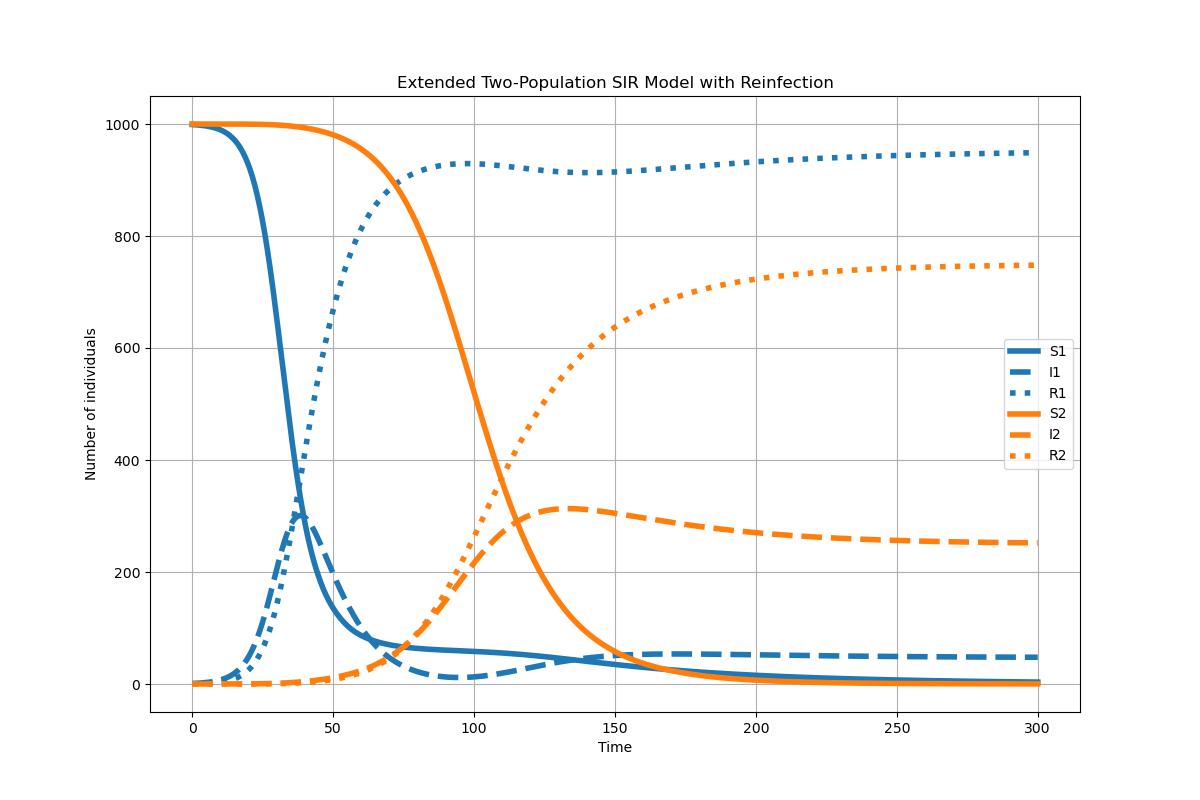 Extended Two-Population SIR Model with Reinfection
1000
800
600
400
200
0
Number of individuals
S1
I1
R1
S2
I2
R2
0 50 100 150 200 250 300
Time